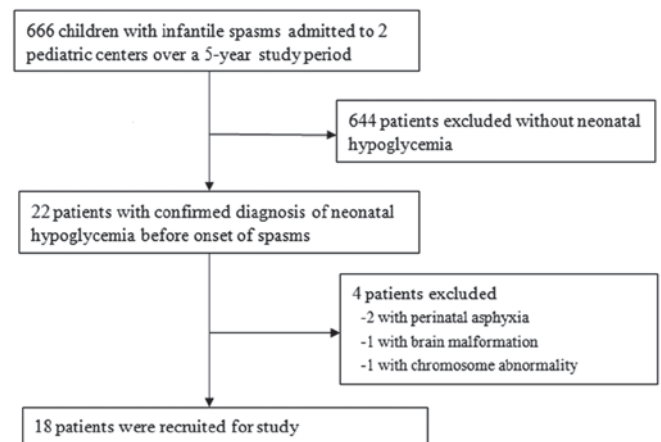 666 children with infantile spasms admitted to 2
pediatric centers over a 5-year study period
644 patients excluded without neonatal
hypoglycemia
22 patients with confirmed diagnosis of neonatal
hypoglycemia before onset of spasms
4 patients excluded
-2 with perinatal asphyxia
-1 with brain malformation
-1 with chromosome abnormality
18 patients were recruited for study